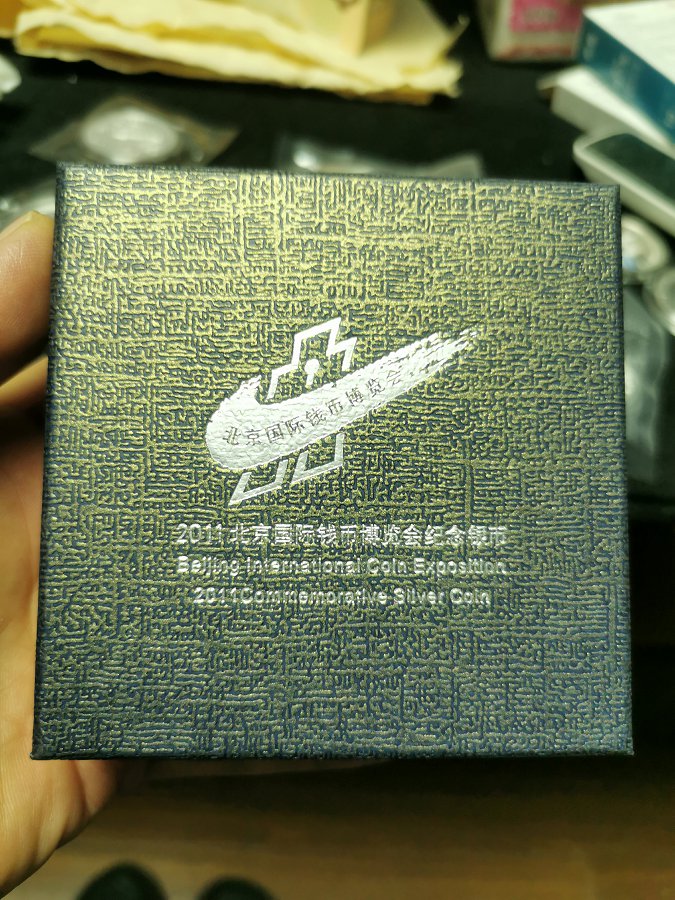 北京国际钱币博览会
2011北京国际钱币博览会纪念银币
Beijing International Coin Exposition
2011Commemorative Silver Coin